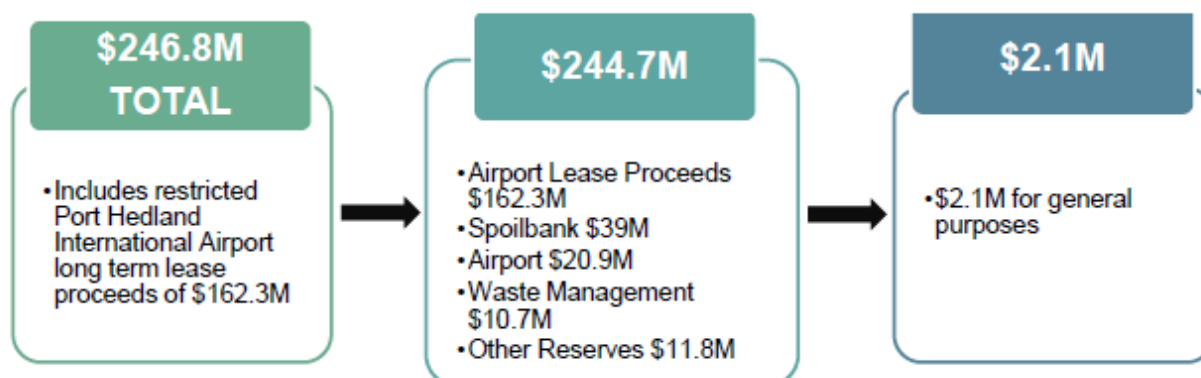 $246.8M
TOTAL
•Includes restricted
Port Hedland
International Airport
long term lease
proceeds of $162.3M
$244.7M
•Airport Lease Proceeds
$162.3M
•Spoilbank $39M
•Airport $20.9M
•Waste Management
$10.7M
•Other Reserves $11.8M
$2.1M
•$2.1M for general
purposes